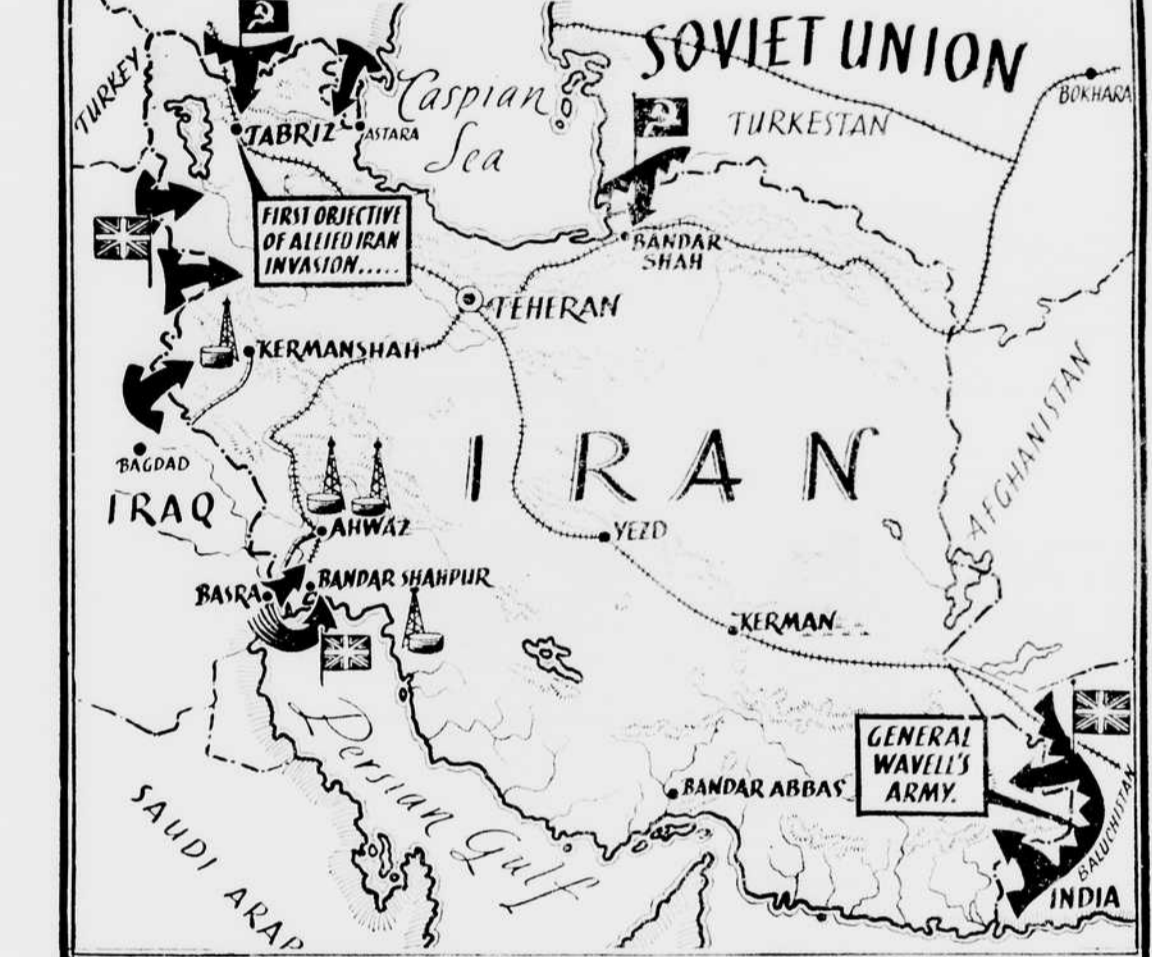 SOVIET UNION
TURKEY
Caspian
Sea
BOKHARA
TURKESTAN
TABRIZ
ASTARA
FIRST OBJECTIVE
OF ALLIED IRAN
INVASION.....
BANDAR
SHAH
TEHERAN
KERMANSHAH
AFGHANISTAN
IRAN
BAGDAD
IRAQ
AHWAZ
YEZD
BASRA
BANDAR SHAHPUR
KERMAN
Persian Gulf
GENERAL
WAVELL'S
ARMY.
BANDAR ABBAS
BALUCHITAN
INDIA
SAUDI ARAP